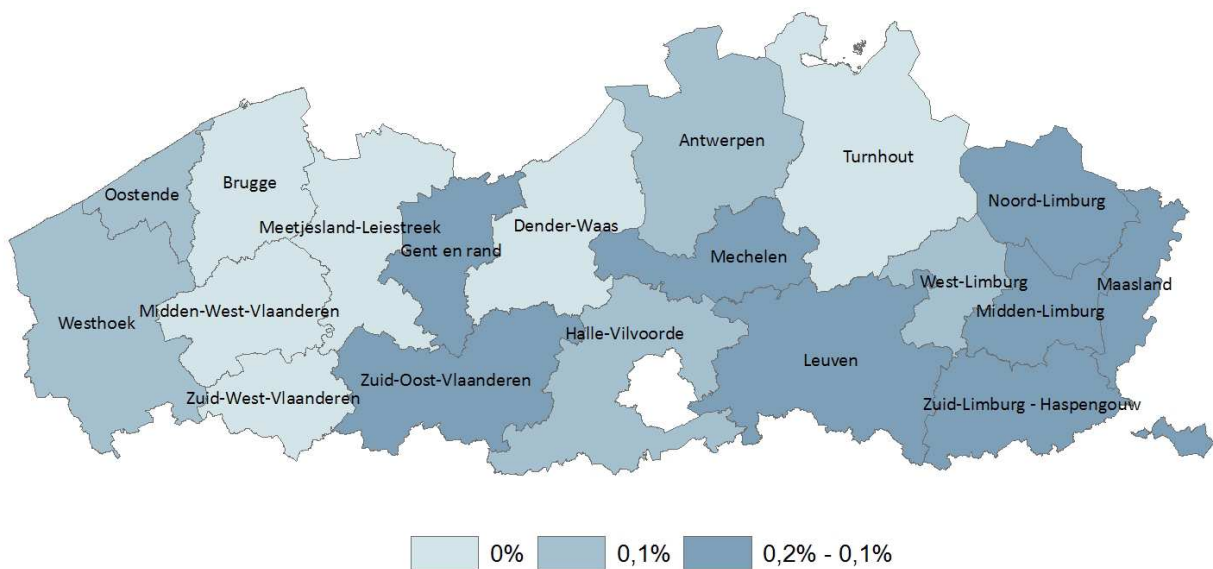 Antwerpen
Turnhout
Oostende
Brugge
Noord-Limburg
Meetjesland-Leiestreek
Dender-Waas
Gent en rand
Mechelen
West-Limburg
Maasland
Westhoek
Midden-West-Vlaanderen
Midden-Limburg
Halle-Vilvoorde
Leuven
Zuid-Oost-Vlaanderen
Zuid-West-Vlaanderen
Zuid-Limburg - Haspengouw
0% 0,1% 0,2% - 0,1%